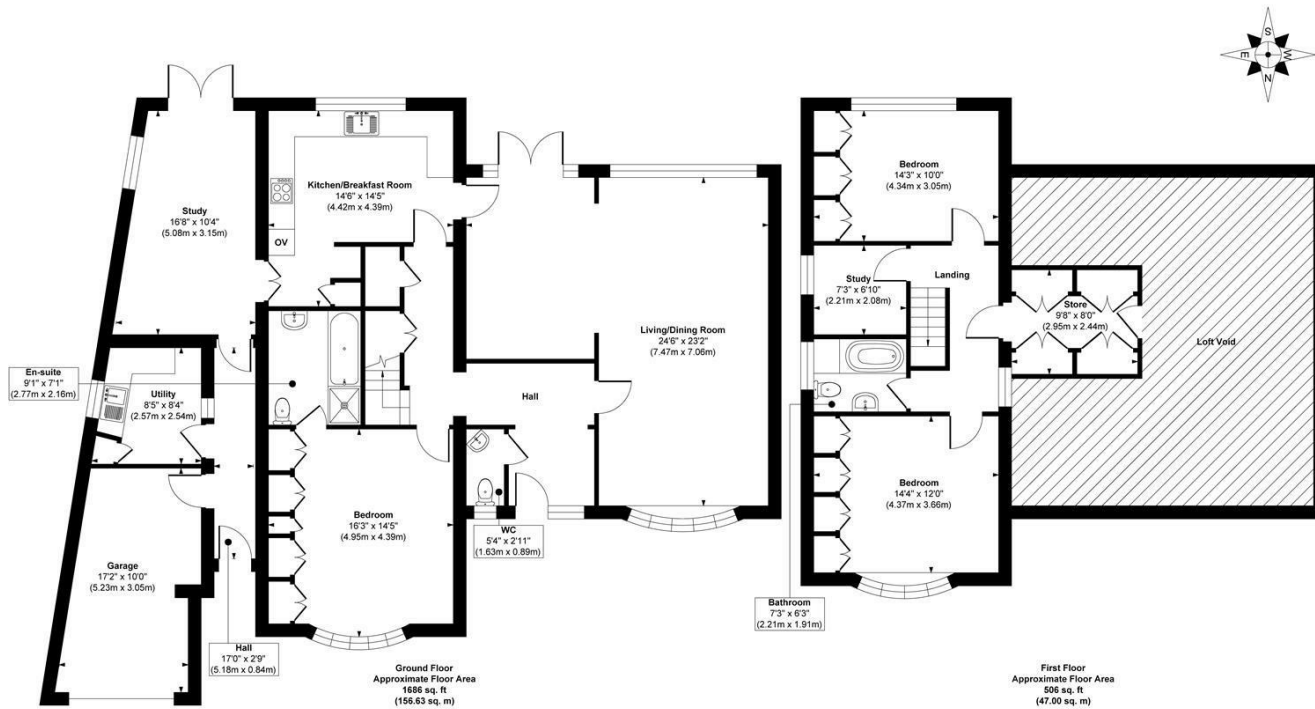 S
E
W
N
Study
16'8" x 10'4"
(5.08m x 3.15m)
Kitchen/Breakfast Room
14'6" x 14'5"
(4.42m x 4.39m)
OV
Living/Dining Room
24'6" x 23'2"
(7.47m x 7.06m)
En-suite
9'1" x 7'1"
(2.77m x 2.16m)
Utility
8'5" x 8'4"
(2.57m x 2.54m)
Hall
Bedroom
16'3" x 14'5"
(4.95m x 4.39m)
WC
5'4" x 2'11"
(1.63m x 0.89m)
Garage
17'2" x 10'0"
(5.23m x 3.05m)
Hall
17'0" x 2'9"
(5.18m x 0.84m)
Ground Floor
Approximate Floor Area
1686 sq. ft
(156.63 sq. m)
Bedroom
14'3" x 10'0"
(4.34m x 3.05m)
Study
7'3" x 6'10"
(2.21m x 2.08m)
Landing
Store
9'8" x 8'0"
(2.95m x 2.44m)
Loft Void
Bedroom
14'4" x 12'0"
(4.37m x 3.66m)
Bathroom
7'3" x 6'3"
(2.21m x 1.91m)
First Floor
Approximate Floor Area
506 sq. ft
(47.00 sq. m)